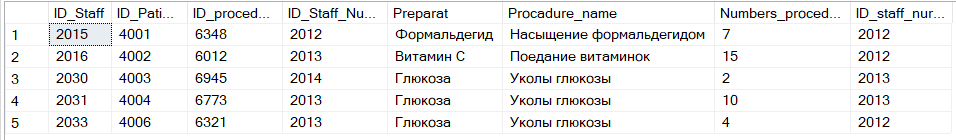 ID_Staff ID_Pati... ID_proced... ID_Staff_Nu... Preparat Procadure_name Numbers_proced... ID_staff_nur...
1 2015 4001 6348 2012 Формальдегид Насыщение формальдегидом 7 2012
2 2016 4002 6012 2013 Витамин С Поедание витаминок 15 2012
3 2030 4003 6945 2014 Глюкоза Уколы глюкозы 2 2013
4 2031 4004 6773 2013 Глюкоза Уколы глюкозы 10 2013
5 2033 4006 6321 2013 Глюкоза Уколы глюкозы 4 2012